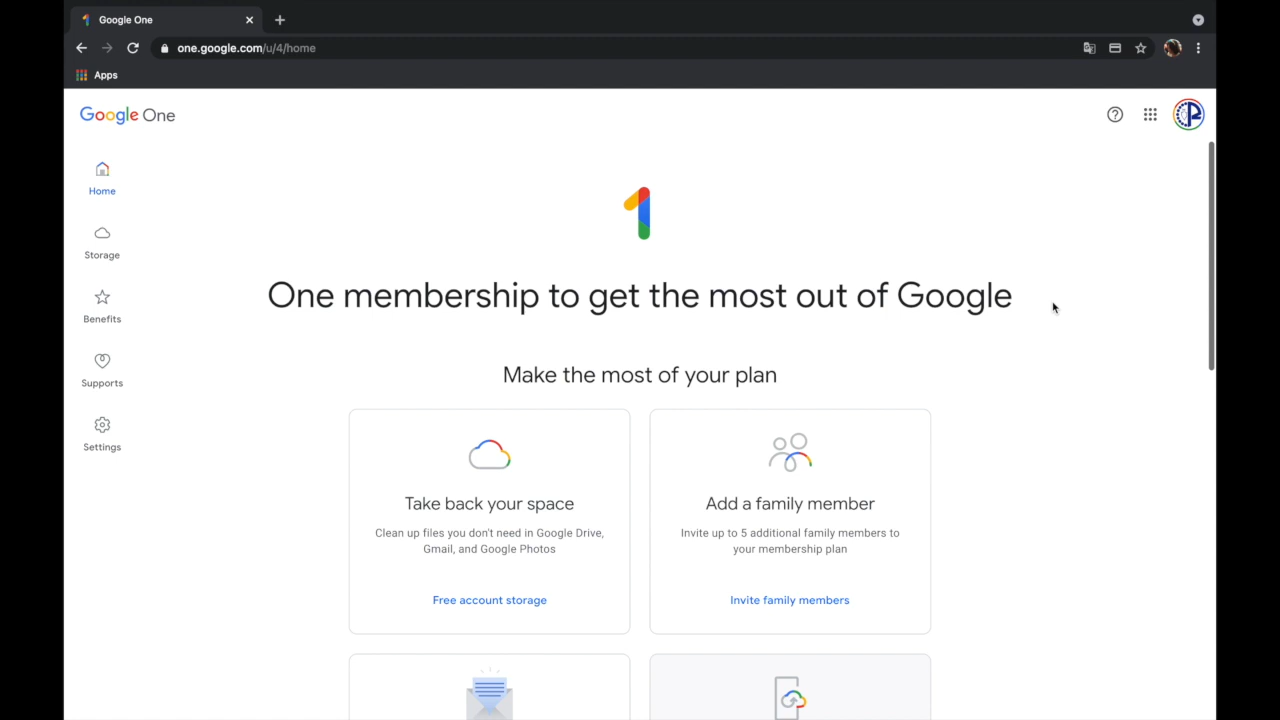 Google One
one.google.com/u/4/home
Apps
Google One
Home
Storage
Benefits
Supports
Settings
One membership to get the most out of Google
Make the most of your plan
Take back your space
Clean up files you don't need in Google Drive,
Gmail, and Google Photos
Free account storage
Add a family member
Invite up to 5 additional family members to
your membership plan
Invite family members